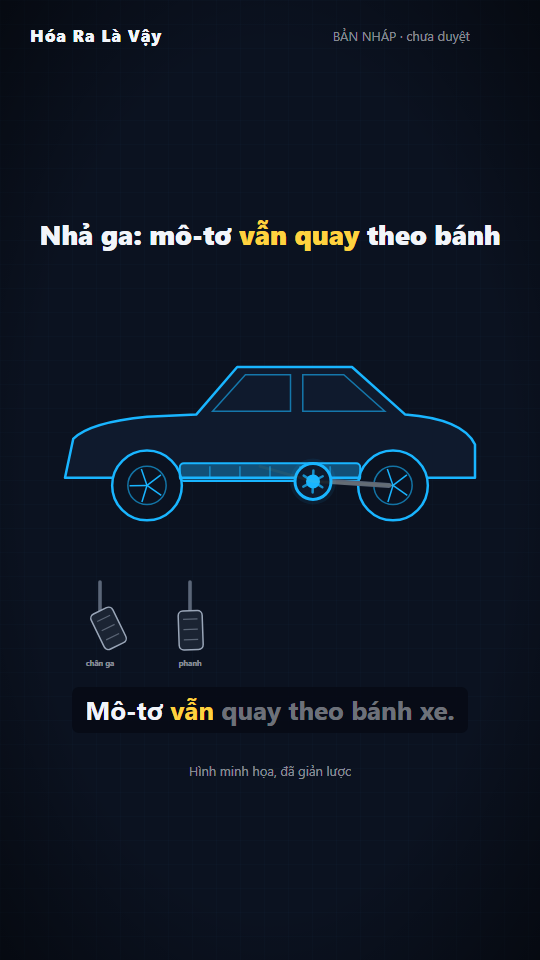 Hóa Ra Là Vậy
BẢN NHÁP · chưa duyệt
Nhả ga: mô-tơ vẫn quay theo bánh
chân ga
phanh
Mô-tơ vẫn quay theo bánh xe.
Hình minh họa, đã giản lược